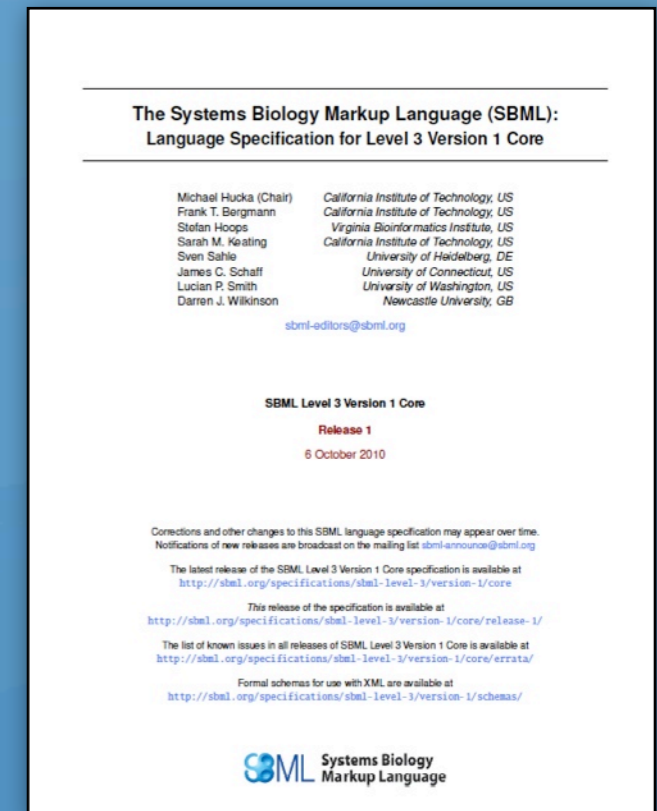 The Systems Biology Markup Language (SBML):
Language Specification for Level 3 Version 1 Core
Michael Hucka (Chair) California Institute of Technology, US
Frank T. Bergmann California Institute of Technology, US
Stefan Hoops Virginia Bioinformatics Institute, US
Sarah M. Keating California Institute of Technology, US
Sven Sahle University of Heidelberg, DE
James C. Schaff University of Connecticut, US
Lucian P. Smith University of Washington, US
Darren J. Wilkinson Newcastle University, GB
sbml-editors@sbml.org
SBML Level 3 Version 1 Core
Release 1
6 October 2010
Corrections and other changes to this SBML language specification may appear over time.
Notifications of new releases are broadcast on the mailing list sbml-announce@sbml.org
The latest release of the SBML Level 3 Version 1 Core specification is available at
http://sbml.org/specifications/sbml-level-3/version-1/core
This release of the specification is available at
http://sbml.org/specifications/sbml-level-3/version-1/core/release-1/
The list of known issues in all releases of SBML Level 3 Version 1 Core is available at
http://sbml.org/specifications/sbml-level-3/version-1/core/errata/
Formal schemas for use with XML are available at
http://sbml.org/specifications/sbml-level-3/version-1/schemas/
SBML Systems Biology
Markup Language